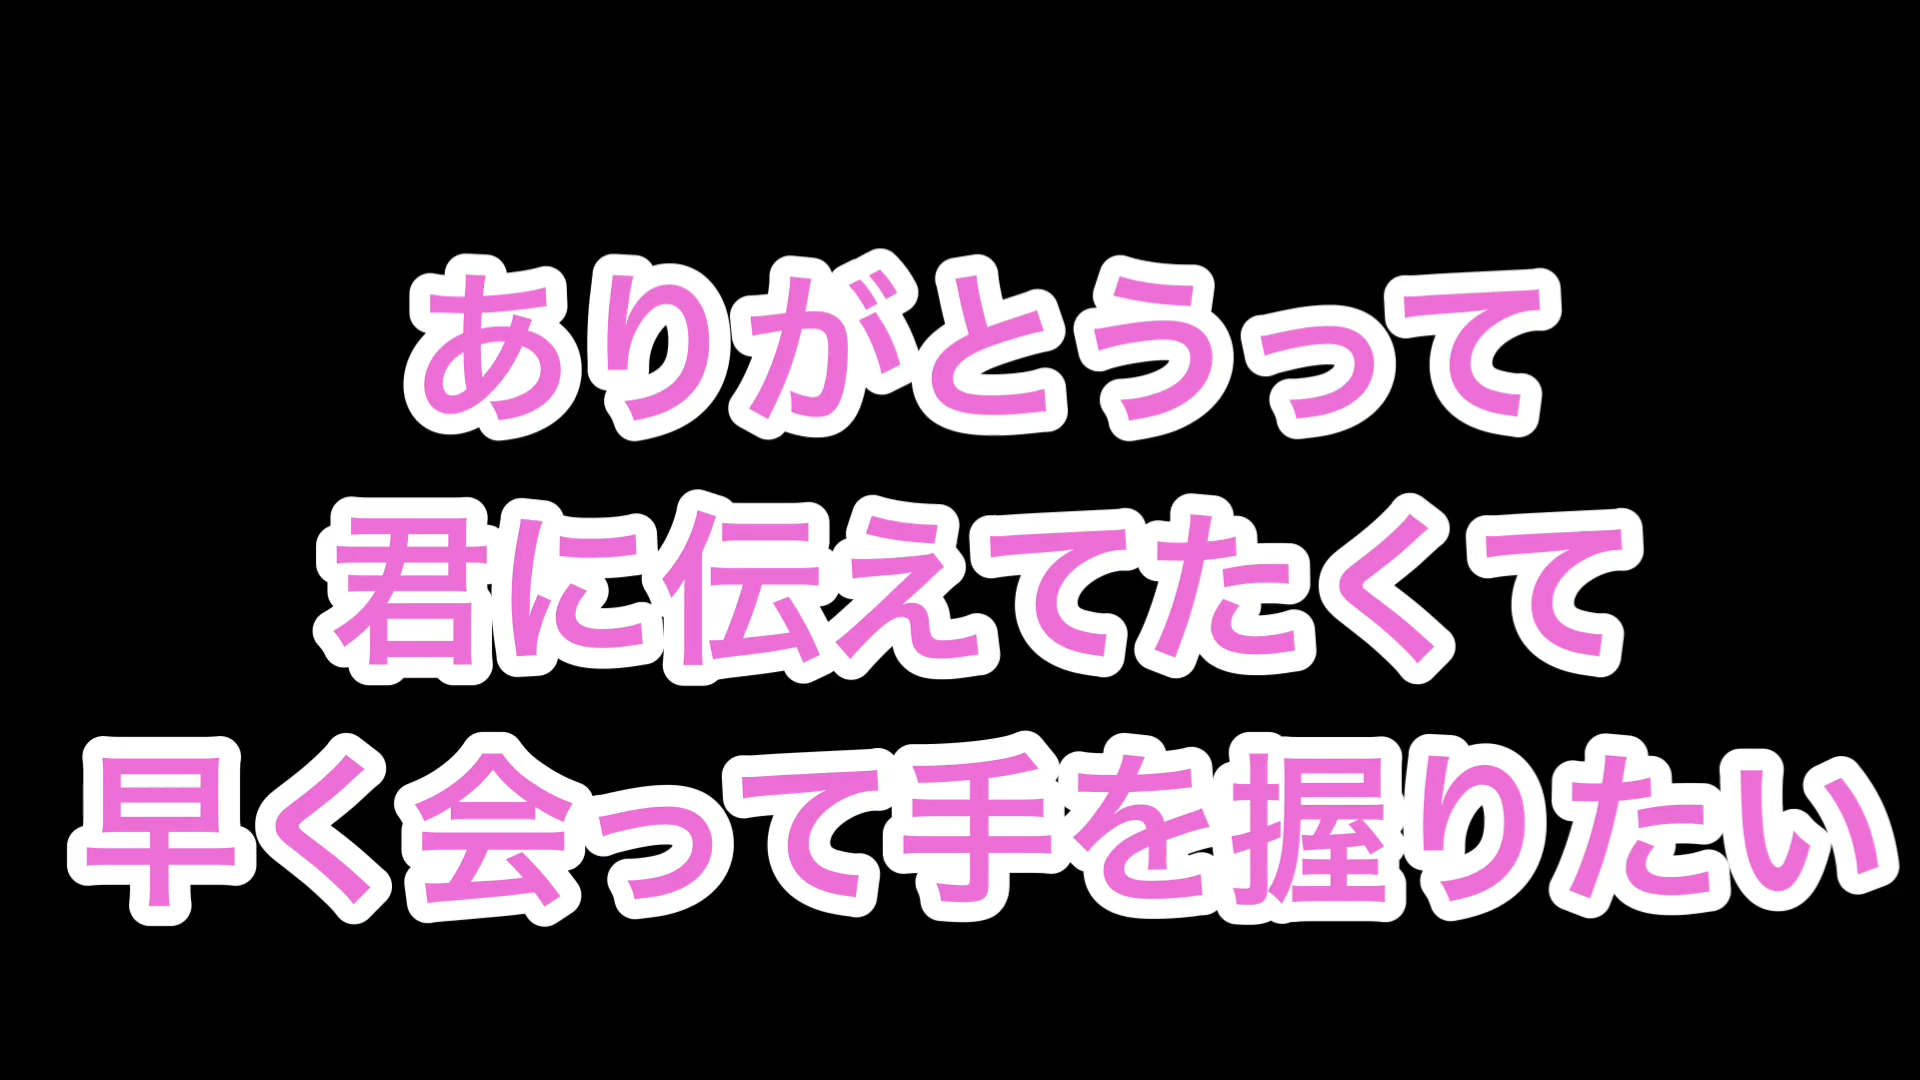 ありがとうって
君に伝えてたくて
早く会って手を握りたい